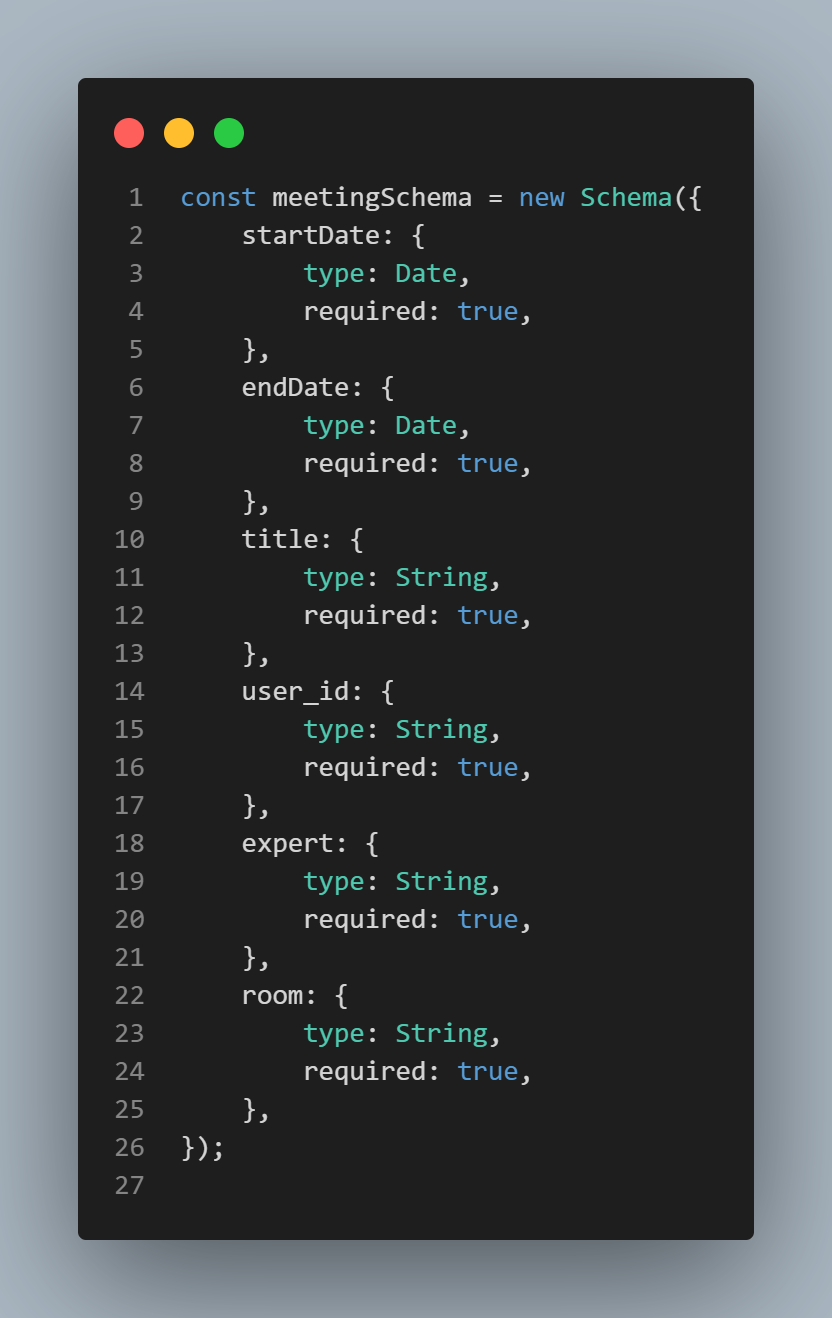 1 const meetingSchema = new Schema({
2     startDate: {
3         type: Date,
4         required: true,
5     },
6     endDate: {
7         type: Date,
8         required: true,
9     },
10     title: {
11         type: String,
12         required: true,
13     },
14     user_id: {
15         type: String,
16         required: true,
17     },
18     expert: {
19         type: String,
20         required: true,
21     },
22     room: {
23         type: String,
24         required: true,
25     },
26 });
27